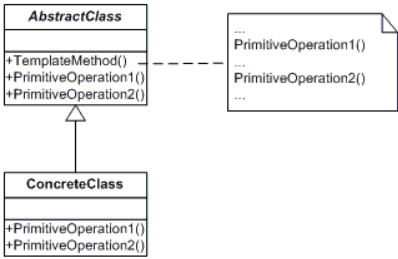 AbstractClass
+TemplateMethod()
+PrimitiveOperation1()
+PrimitiveOperation2()
...
PrimitiveOperation1()
...
PrimitiveOperation2()
...
ConcreteClass
+PrimitiveOperation1()
+PrimitiveOperation2()